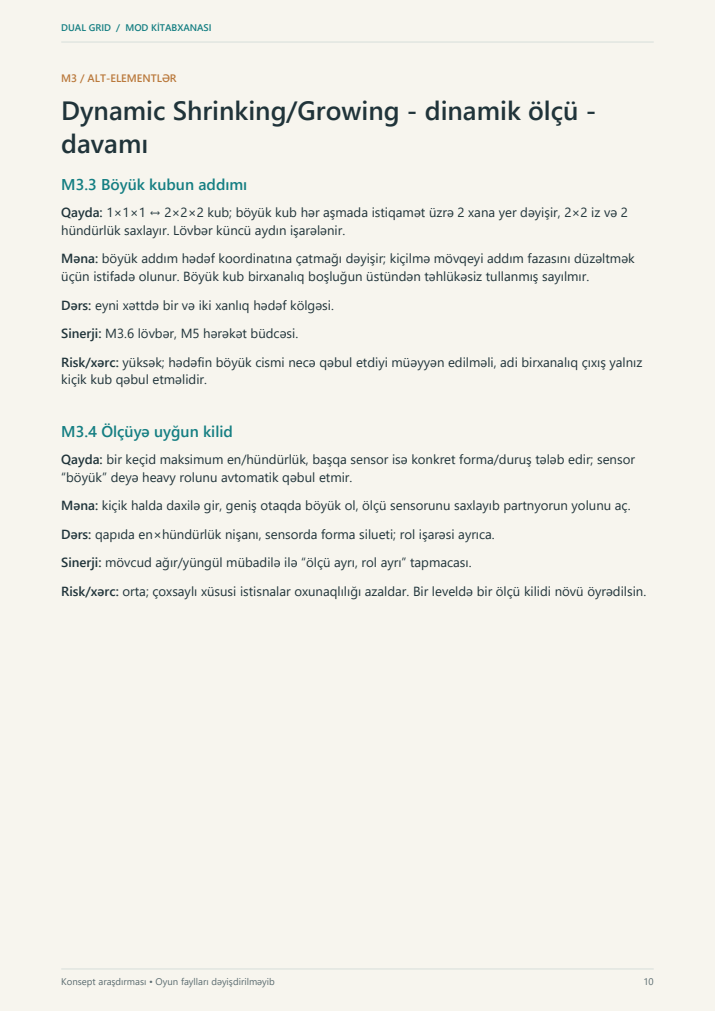 DUAL GRID / MOD KİTABXANASI
M3 / ALT-ELEMENTLƏR
Dynamic Shrinking/Growing - dinamik ölçü -
davamı
M3.3 Böyük kubun addımı
Qayda: 1×1×1 ↔ 2×2×2 kub; böyük kub hər aşmada istiqamət üzrə 2 xana yer dəyişir, 2×2 iz və 2
hündürlük saxlayır. Lövbər küncü aydın işarələnir.
Məna: böyük addım hədəf koordinatına çatmağı dəyişir; kiçilmə mövqeyi addım fazasını düzəltmək
üçün istifadə olunur. Böyük kub birxanalıq boşluğun üstündən təhlükəsiz tullanmış sayılmır.
Dərs: eyni xəttdə bir və iki xanlıq hədəf kölgəsi.
Sinerji: M3.6 lövbər, M5 hərəkət büdcəsi.
Risk/xərc: yüksək; hədəfin böyük cismi necə qəbul etdiyi müəyyən edilməli, adi birxanalıq çıxış yalnız
kiçik kub qəbul etməlidir.
M3.4 Ölçüyə uyğun kilid
Qayda: bir keçid maksimum en/hündürlük, başqa sensor isə konkret forma/duruş tələb edir; sensor
“böyük” deyə heavy rolunu avtomatik qəbul etmir.
Məna: kiçik halda daxilə gir, geniş otaqda böyük ol, ölçü sensorunu saxlayıb partnyorun yolunu aç.
Dərs: qapıda en×hündürlük nişanı, sensorda forma silueti; rol işarəsi ayrıca.
Sinerji: mövcud ağır/yüngül mübadilə ilə “ölçü ayrı, rol ayrı” tapmacası.
Risk/xərc: orta; çoxsaylı xüsusi istisnalar oxunaqlılığı azaldar. Bir leveldə bir ölçü kilidi növü öyrədilsin.
Konsept araşdırması • Oyun faylları dəyişdirilməyib
10